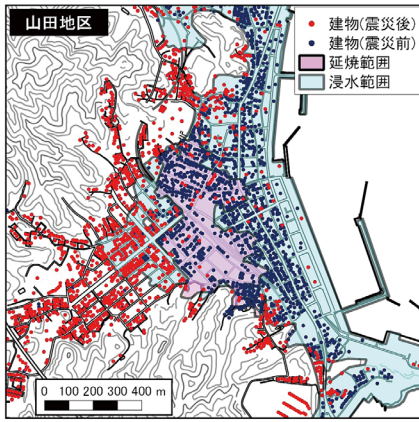 山田地区
建物(震災後)
建物(震災前)
延焼範囲
浸水範囲
0 100 200 300 400 m